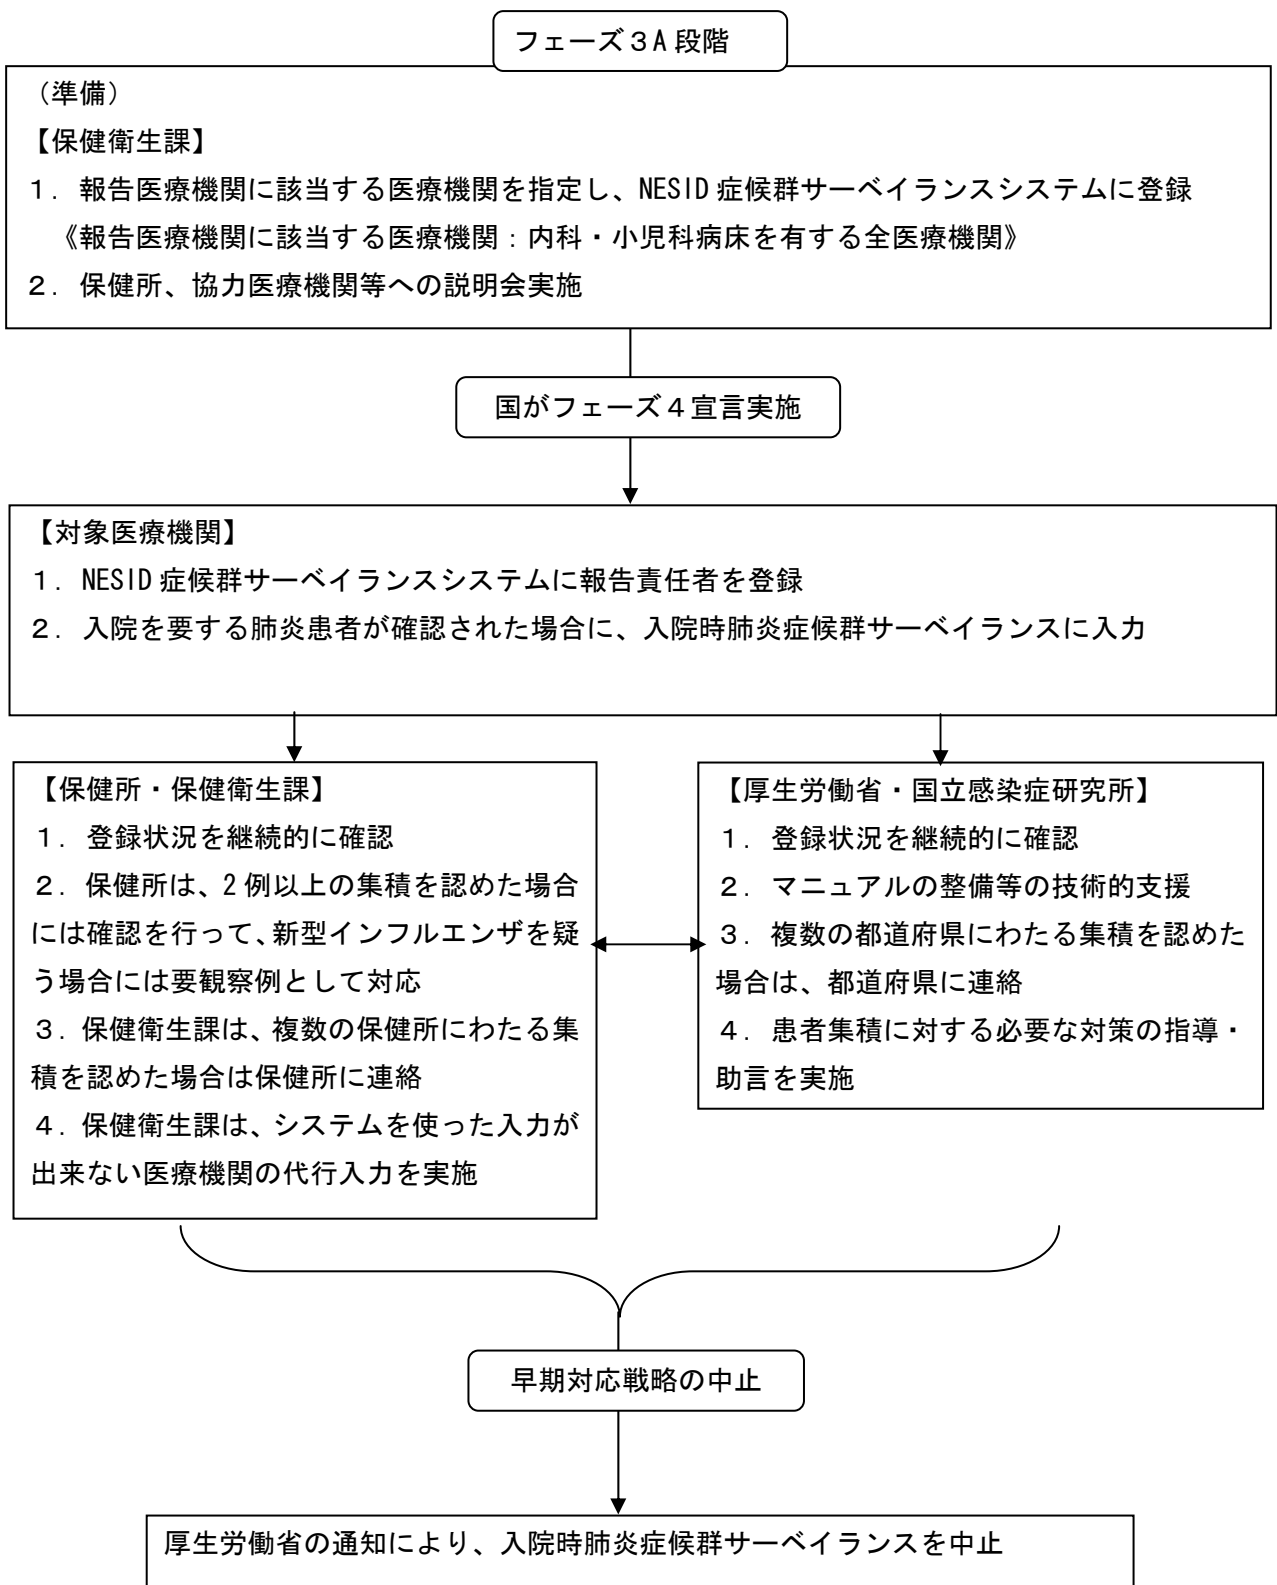 フェーズ３A 段階
（準備）
【保健衛生課】
１．報告医療機関に該当する医療機関を指定し、NESID 症候群サーベイランスシステムに登録
《報告医療機関に該当する医療機関：内科・小児科病床を有する全医療機関》
２．保健所、協力医療機関等への説明会実施
国がフェーズ４宣言実施
【対象医療機関】
１．NESID 症候群サーベイランスシステムに報告責任者を登録
２．入院を要する肺炎患者が確認された場合に、入院時肺炎症候群サーベイランスに入力
【保健所・保健衛生課】
１．登録状況を継続的に確認
２．保健所は、2 例以上の集積を認めた場合
には確認を行って、新型インフルエンザを疑
う場合には要観察例として対応
３．保健衛生課は、複数の保健所にわたる集
積を認めた場合は保健所に連絡
４．保健衛生課は、システムを使った入力が
出来ない医療機関の代行入力を実施
【厚生労働省・国立感染症研究所】
１．登録状況を継続的に確認
２．マニュアルの整備等の技術的支援
３．複数の都道府県にわたる集積を認めた
場合は、都道府県に連絡
４．患者集積に対する必要な対策の指導・
助言を実施
早期対応戦略の中止
厚生労働省の通知により、入院時肺炎症候群サーベイランスを中止